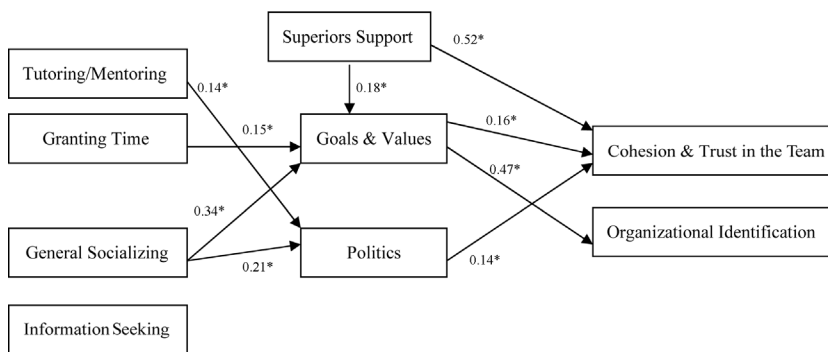 Superiors Support
0.52*
Tutoring/Mentoring
0.14*
0.18*
Granting Time
0.15*
Goals & Values
0.16*
Cohesion & Trust in the Team
0.47*
0.34*
General Socializing
0.21*
Politics
0.14*
Organizational Identification
Information Seeking